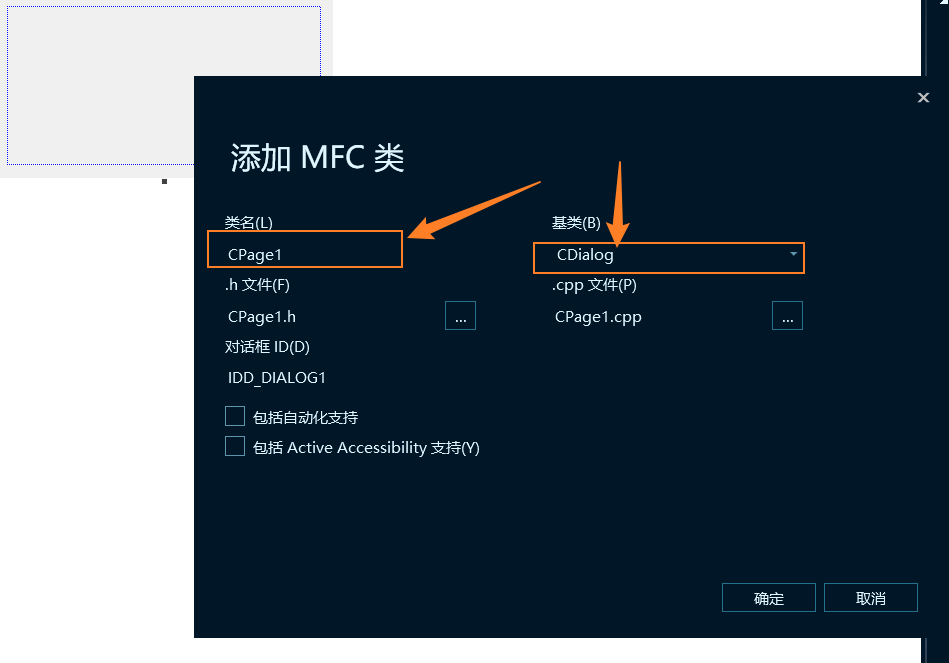 添加 MFC 类
类名(L)
基类(B)
CPage1
CDialog
.h 文件(F)
.cpp 文件(P)
CPage1.h
...
CPage1.cpp
...
对话框 ID(D)
IDD_DIALOG1
包括自动化支持
包括 Active Accessibility 支持(Y)
确定
取消